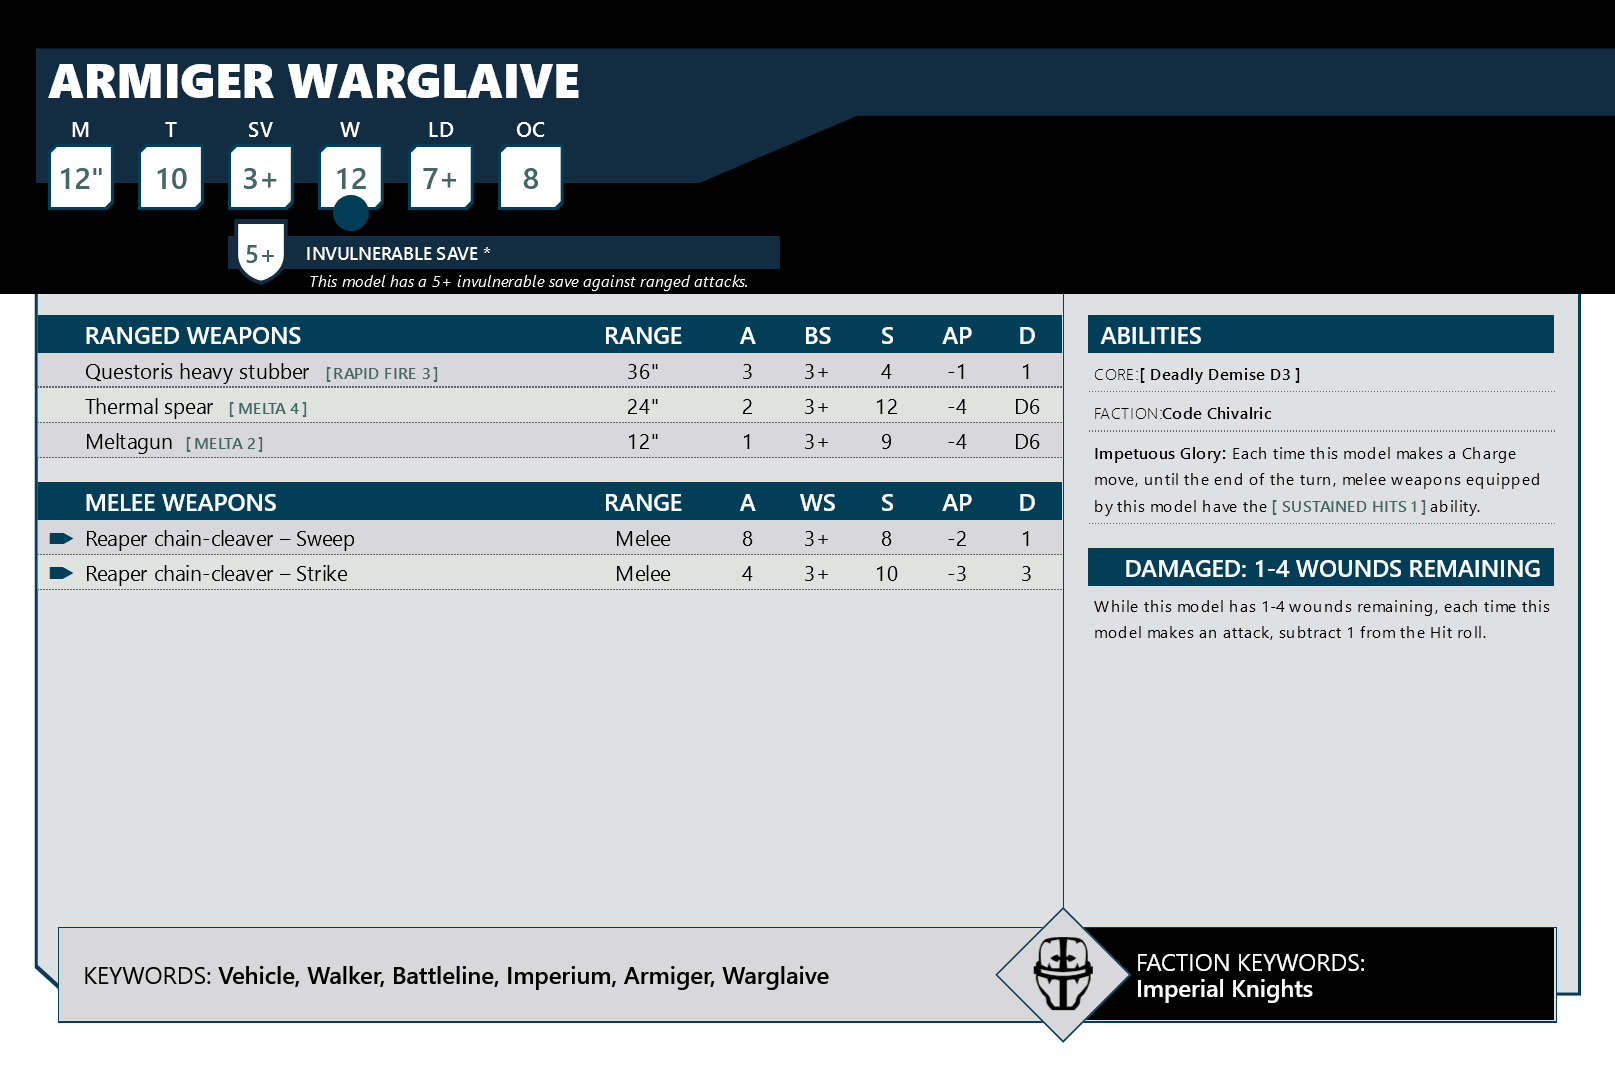 ARMIGER WARGLAIVE
M T SV W LD OC
12" 10 3+ 12 7+ 8
5+ INVULNERABLE SAVE *
This model has a 5+ invulnerable save against ranged attacks.
RANGED WEAPONS RANGE A BS S AP D
Questoris heavy stubber [RAPID FIRE 3] 36" 3 3+ 4 -1 1
Thermal spear [ MELTA 4 ] 24" 2 3+ 12 -4 D6
Meltagun [ MELTA 2 ] 12" 1 3+ 9 -4 D6
MELEE WEAPONS RANGE A WS S AP D
Reaper chain-cleaver – Sweep Melee 8 3+ 8 -2 1
Reaper chain-cleaver – Strike Melee 4 3+ 10 -3 3
ABILITIES
CORE:[ Deadly Demise D3 ]
FACTION:Code Chivalric
Impetuous Glory: Each time this model makes a Charge
move, until the end of the turn, melee weapons equipped
by this model have the [ SUSTAINED HITS 1 ] ability.
DAMAGED: 1-4 WOUNDS REMAINING
While this model has 1-4 wounds remaining, each time this
model makes an attack, subtract 1 from the Hit roll.
KEYWORDS: Vehicle, Walker, Battleline, Imperium, Armiger, Warglaive
FACTION KEYWORDS:
Imperial Knights